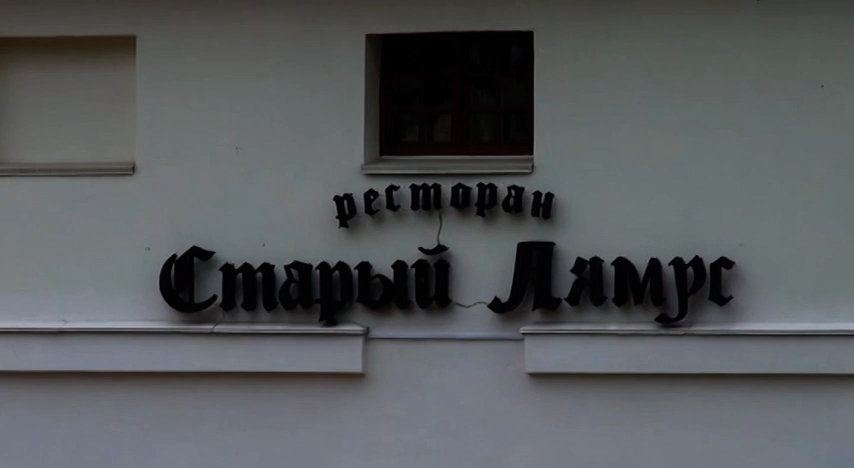 ресторан
Старый Лямус